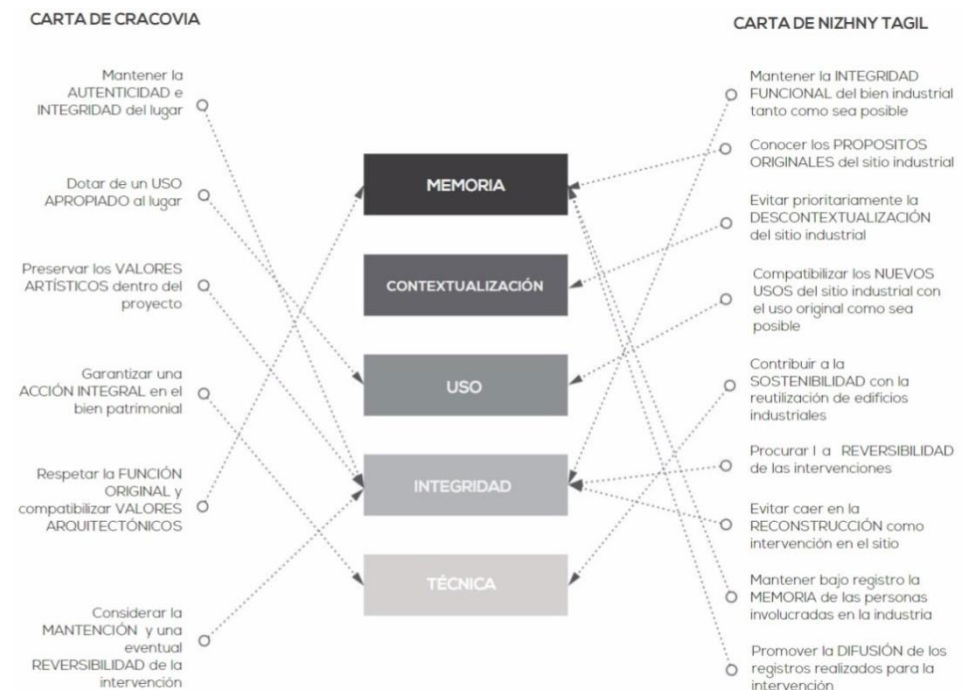 CARTA DE CRACOVIA
Mantener la
AUTENTICIDAD e
INTEGRIDAD del lugar
Dotar de un USO
APROPIADO al lugar
Preservar los VALORES
ARTÍSTICOS dentro del
proyecto
Garantizar una
ACCIÓN INTEGRAL en el
bien patrimonial
Respetar la FUNCIÓN
ORIGINAL y
compatibilizar VALORES
ARQUITECTÓNICOS
Considerar la
MANTENCIÓN y una
eventual
REVERSIBILIDAD de la
intervención
MEMORIA
CONTEXTUALIZACIÓN
USO
INTEGRIDAD
TÉCNICA
CARTA DE NIZHNY TAGIL
Mantener la INTEGRIDAD
FUNCIONAL del bien industrial
tanto como sea posible
Conocer los PROPOSITOS
ORIGINALES del sitio industrial
Evitar prioritariamente la
DESCONTEXTUALIZACIÓN
del sitio industrial
Compatibilizar los NUEVOS
USOS del sitio industrial con
el uso original como sea
posible
Contribuir a la
SOSTENIBILIDAD con la
reutilización de edificios
industriales
Procurar l a REVERSIBILIDAD
de las intervenciones
Evitar caer en la
RECONSTRUCCIÓN como
intervención en el sitio
Mantener bajo registro la
MEMORIA de las personas
involucradas en la industria
Promover la DIFUSIÓN de los
registros realizados para la
intervención